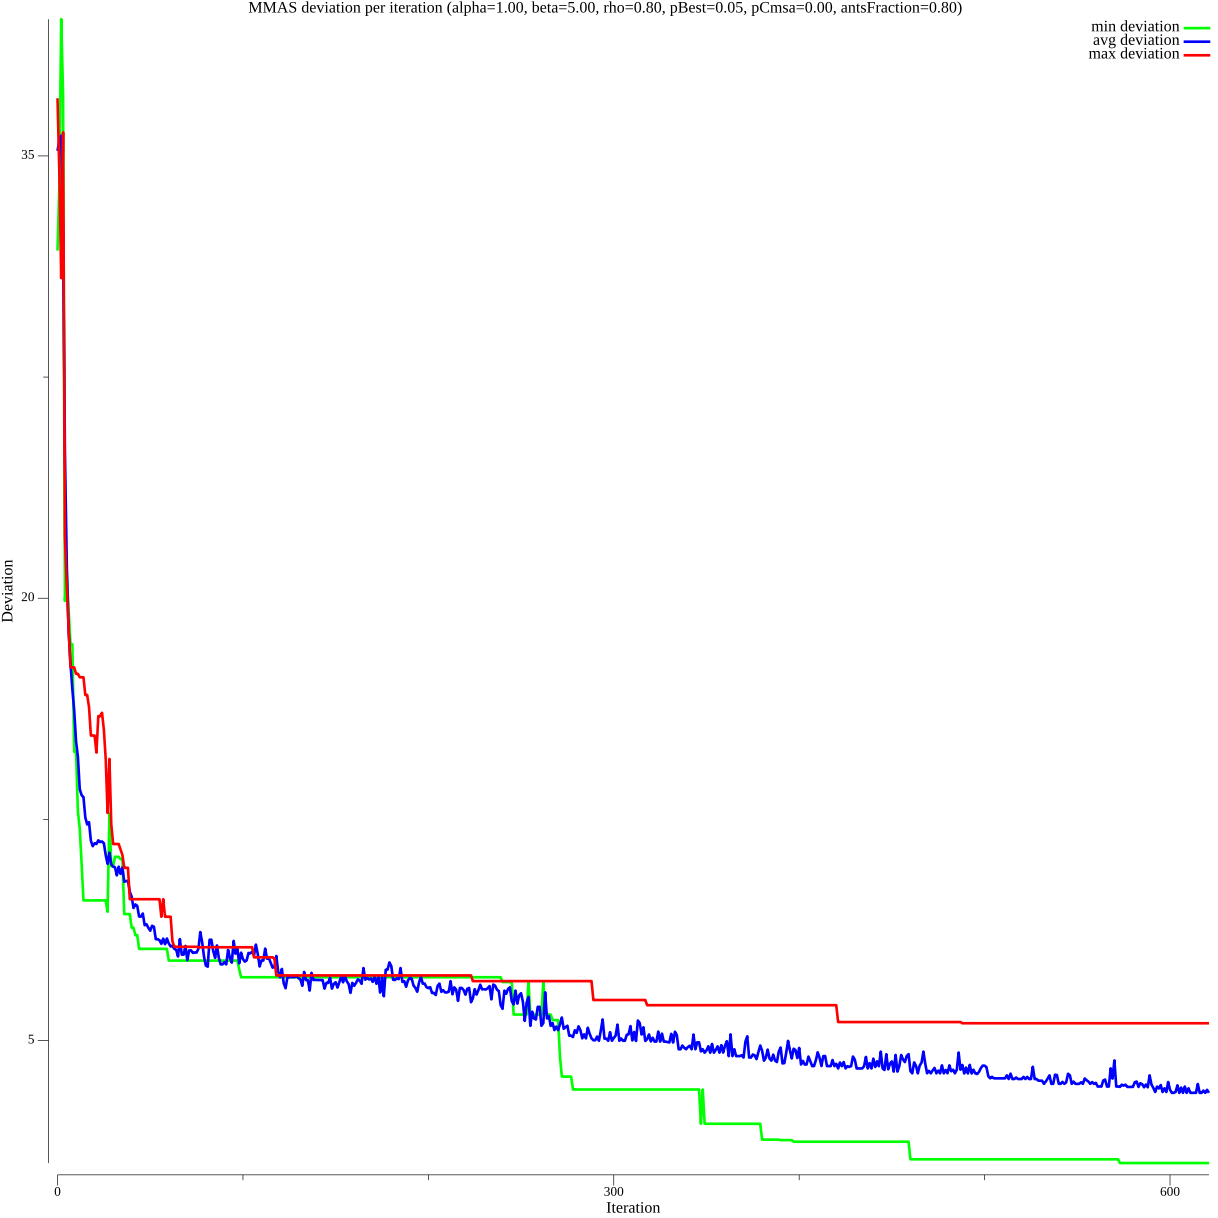 MMAS deviation per iteration (alpha=1.00, beta=5.00, rho=0.80, pBest=0.05, pCmsa=0.00, antsFraction=0.80)
min deviation
avg deviation
max deviation
35
20
5
Deviation
0
300
600
Iteration